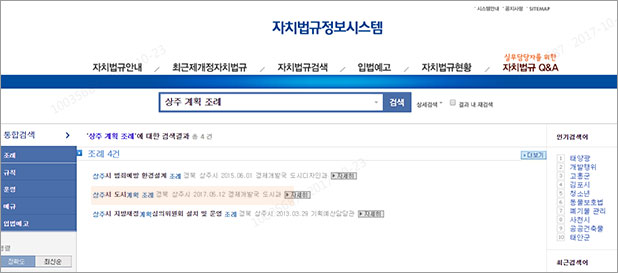 시스템안내 공지사항 SITEMAP
자치법규정보시스템
실무담당자를 위한
자치법규안내 최근제개정자치법규 자치법규검색 입법예고 자치법규현황 자치법규 Q&A
상주 계획 조례 검색 상세검색 결과 내 재검색
통합검색
조례
규칙
훈령
예규
입법예고
정렬
정확도 최신순
'상주 계획 조례'에 대한 검색결과 총 4 건
조례 4건 더보기
상주시 범죄예방 환경설계 조례 경북 상주시 2015.06.01 경제개발국 도시디자인과 자세히
상주시 도시계획 조례 경북 상주시 2017.05.12 경제개발국 도시과 자세히
상주시 지방재정계획심의위원회 설치 및 운영 조례 경북 상주시 2013.03.29 기획예산담당관 자세히
인기검색어
1 태양광
2 개발행위
3 고흥군
4 김포시
5 청소년
6 동물보호법
7 폐기물 관리
8 사천시
9 공공건축물
10 태안군
최근검색어